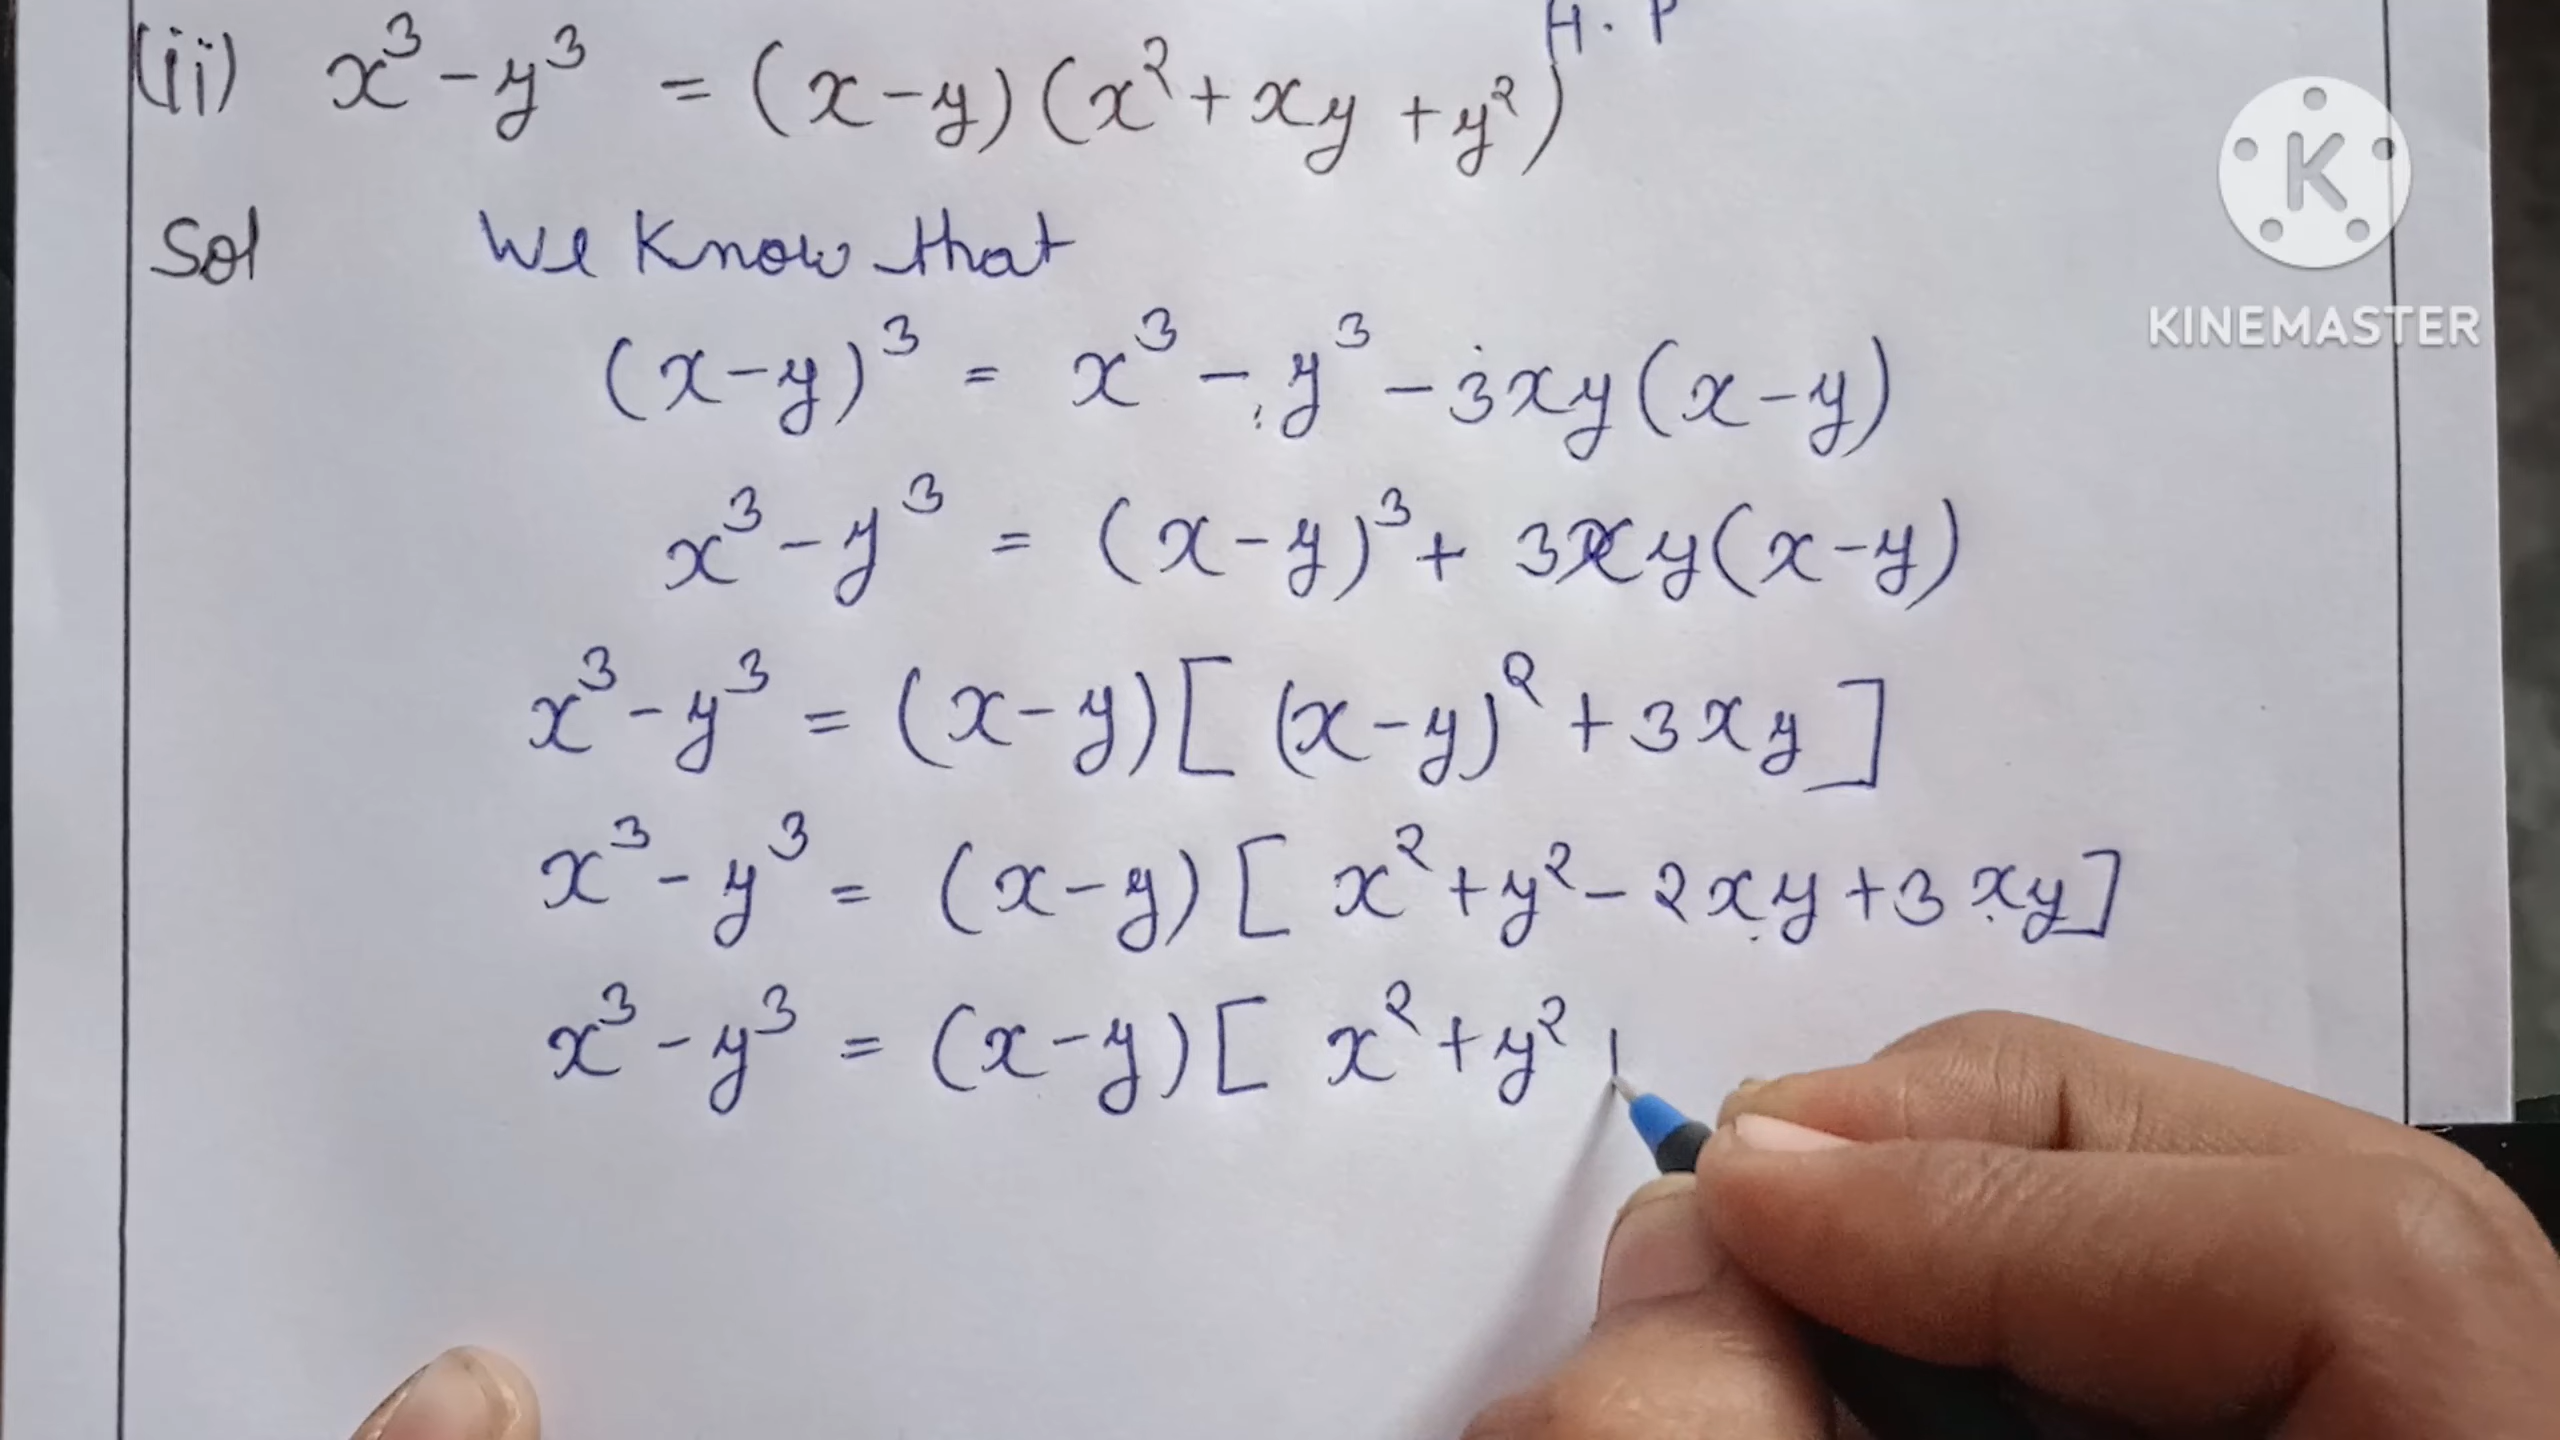 H.P
(ii) x³ - y³ = (x-y)(x² + xy + y²)
Sol We Know that
(x-y)³ = x³ - y³ - 3xy(x-y)
x³ - y³ = (x-y)³ + 3xy(x-y)
x³ - y³ = (x-y)[(x-y)² + 3xy]
x³ - y³ = (x-y)[x² + y² - 2xy + 3xy]
x³ - y³ = (x-y)[x² + y²
K
KINEMASTER